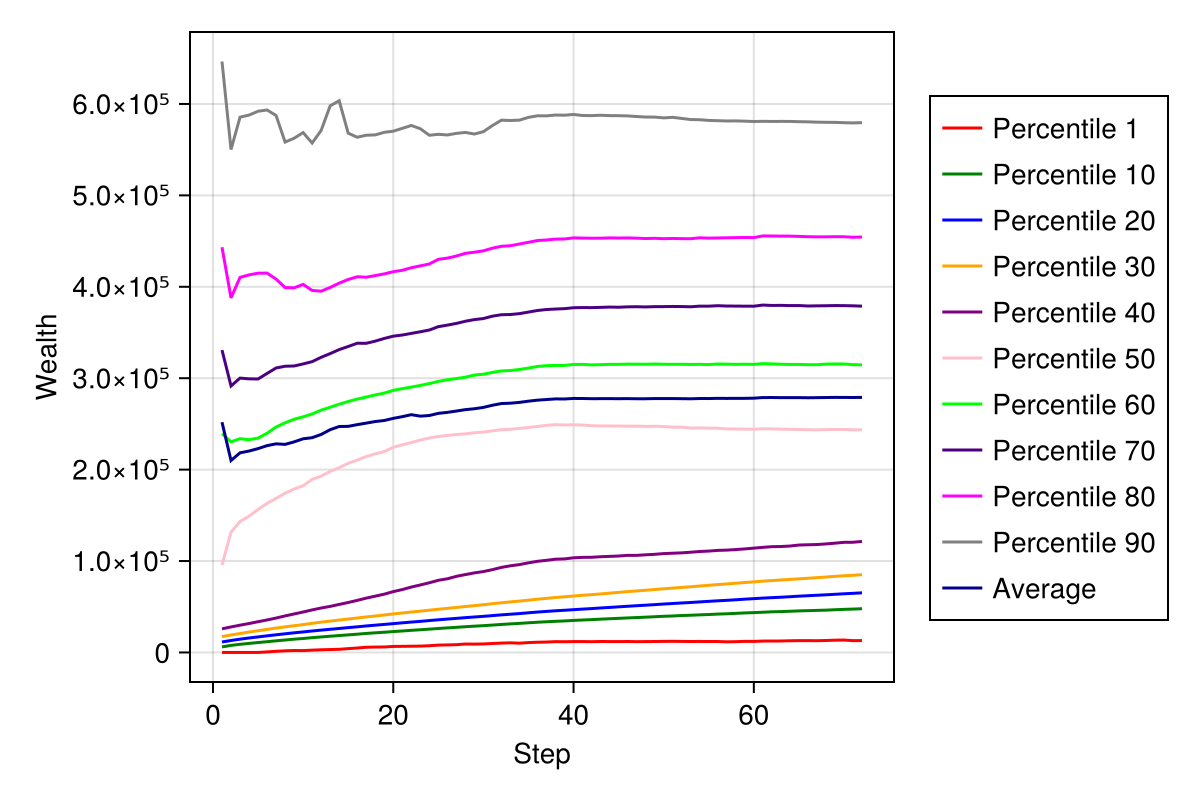 6.0×10⁵
5.0×10⁵
4.0×10⁵
3.0×10⁵
2.0×10⁵
1.0×10⁵
0
Wealth
0 20 40 60
Step
Percentile 1
Percentile 10
Percentile 20
Percentile 30
Percentile 40
Percentile 50
Percentile 60
Percentile 70
Percentile 80
Percentile 90
Average